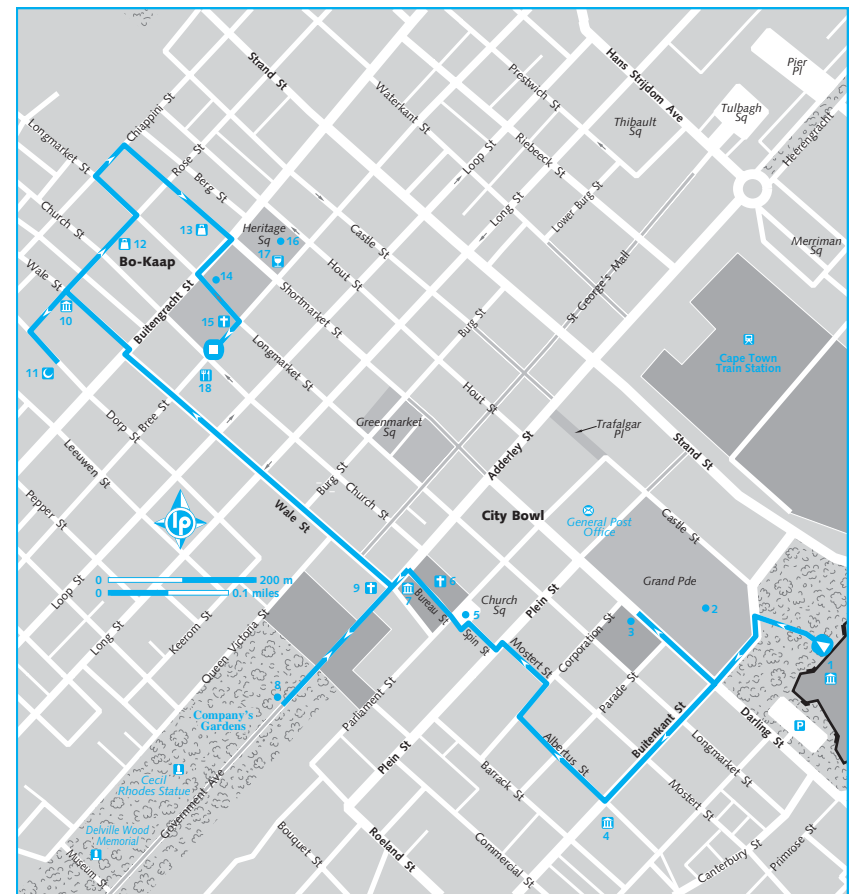 Strand St
Hans Strijdom Ave
Pier
Pl
Prestwich St
Waterkant St
Thibault
Sq
Tulbagh
Sq
Heerengracht
Chiappini St
Longmarket St
Rose St
Riebeeck St
Loop St
Berg St
Long St
Lower Burg St
Church St
13
Heritage
Sq
16
17
Castle St
Merriman
Sq
12
Bo-Kaap
Wale St
Hout St
St George's Mall
14
Buitengracht St
Shortmarket St
10
15
Burg St
Cape Town
Train Station
11
18
Longmarket St
Hout St
Dorp St
Bree St
Greenmarket
Sq
Trafalgar
Pl
Adderley St
Strand St
Leeuwen St
Burg St
Church St
Pepper St
lp
Wale St
City Bowl
General Post
Office
Castle St
0
200 m
0
0.1 miles
Grand Pde
9
7
6
Bureau St
5
Church
Sq
Plein St
2
3
Loop St
Long St
Keerom St
Queen Victoria St
Spin St
Mostert St
Corporation St
1
8
Parliament St
Parade St
Company's
Gardens
Buitenkant St
Darling St
P
Albertus St
Plein St
Longmarket St
Cecil
Rhodes Statue
Government Ave
Barrack St
Mostert St
Delville Wood
Memorial
Museum St
Bouquet St
Roeland St
Commercial St
4
Canterbury St
Primrose St